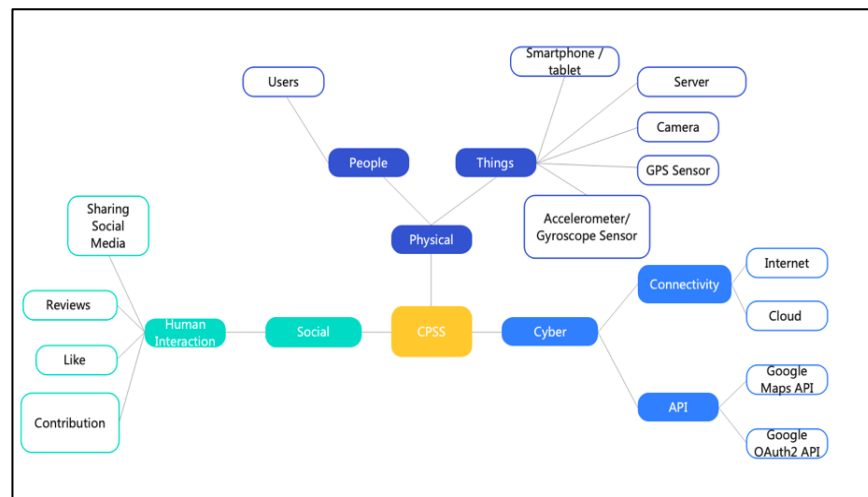 Smartphone /
tablet
Users
Server
Camera
People
Things
GPS Sensor
Sharing
Social
Media
Accelerometer/
Gyroscope Sensor
Physical
Internet
Connectivity
Reviews
Cloud
Human
Interaction
Social
CPSS
Cyber
Like
Google
Maps API
API
Contribution
Google
OAuth2 API